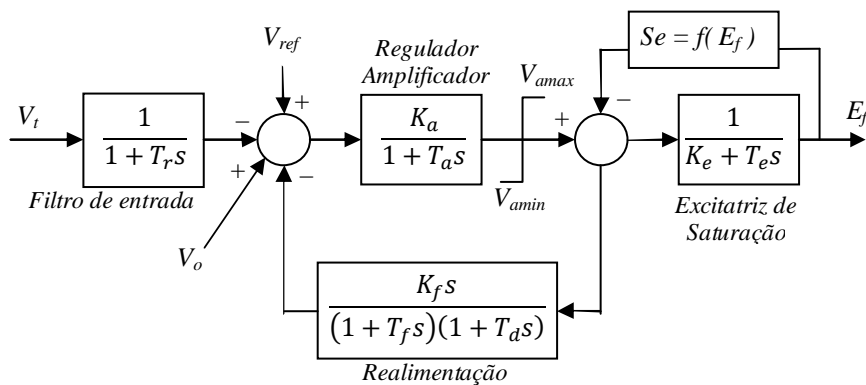 V_ref
Regulador
Amplificador
V_amax
Se = f( E_f )
V_t
1
1 + T_r s
−
+
+
−
K_a
1 + T_a s
+
−
1
K_e + T_e s
E_f
Filtro de entrada
V_amin
Excitatriz de
Saturação
V_o
K_f s
(1 + T_f s)(1 + T_d s)
Realimentação